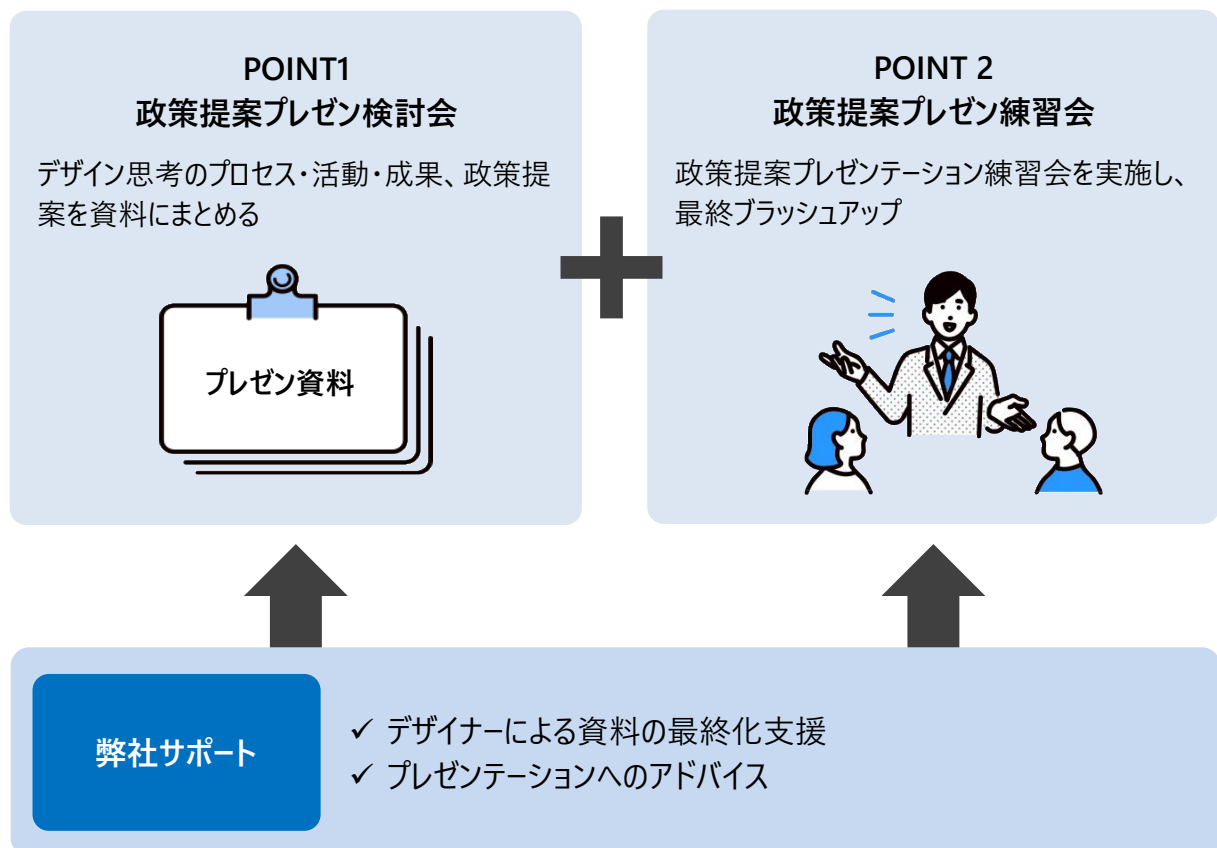 POINT1
政策提案プレゼン検討会
デザイン思考のプロセス・活動・成果、政策提
案を資料にまとめる
プレゼン資料
POINT 2
政策提案プレゼン練習会
政策提案プレゼンテーション練習会を実施し、
最終ブラッシュアップ
弊社サポート
✓ デザイナーによる資料の最終化支援
✓ プレゼンテーションへのアドバイス